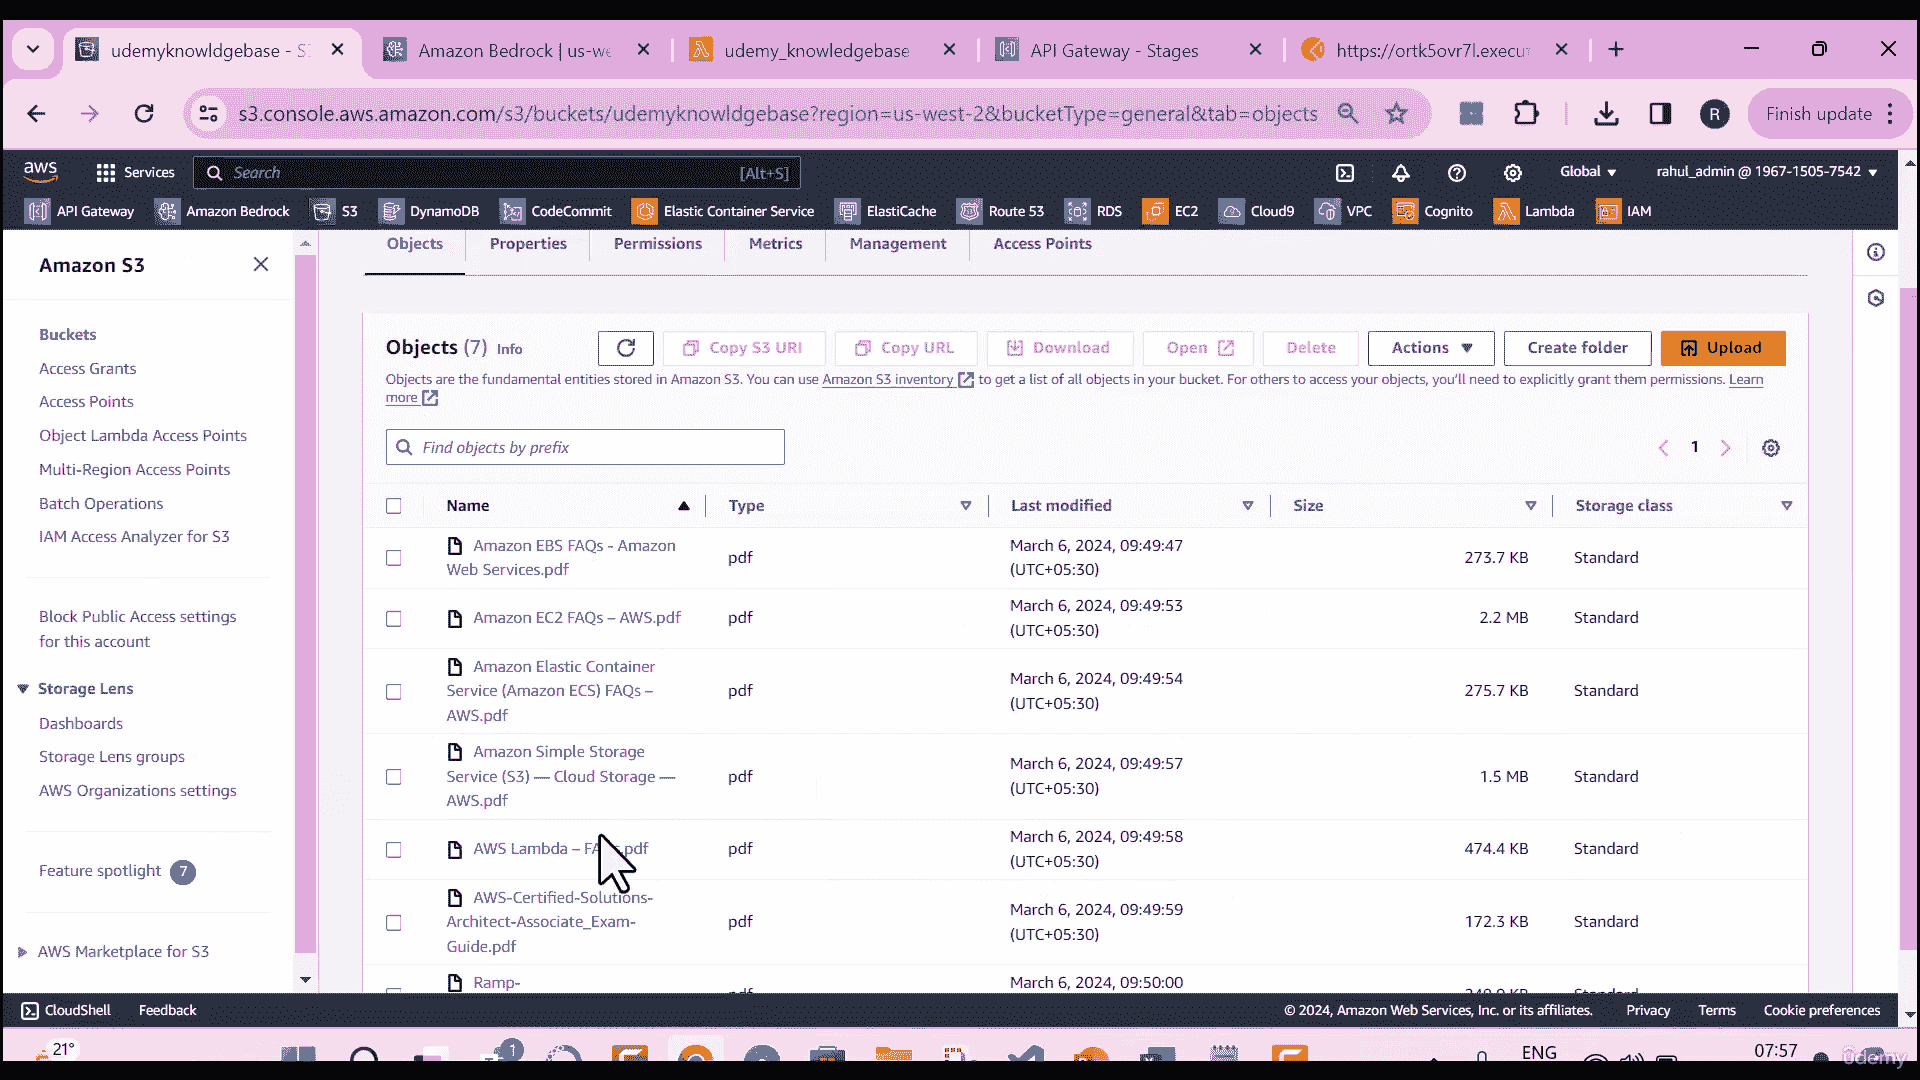 udemyknowldgebase - S
Amazon Bedrock | us-we
udemy_knowledgebase
API Gateway - Stages
https://ortk5ovr7l.execut
s3.console.aws.amazon.com/s3/buckets/udemyknowldgebase?region=us-west-2&bucketType=general&tab=objects
R
Finish update
aws
Services
Search
[Alt+S]
Global
rahul_admin @ 1967-1505-7542
API Gateway
Amazon Bedrock
S3
DynamoDB
CodeCommit
Elastic Container Service
ElastiCache
Route 53
RDS
EC2
Cloud9
VPC
Cognito
Lambda
IAM
Amazon S3
Buckets
Access Grants
Access Points
Object Lambda Access Points
Multi-Region Access Points
Batch Operations
IAM Access Analyzer for S3
Block Public Access settings
for this account
Storage Lens
Dashboards
Storage Lens groups
AWS Organizations settings
Feature spotlight 7
AWS Marketplace for S3
Objects
Properties
Permissions
Metrics
Management
Access Points
Objects (7) Info
Copy S3 URI
Copy URL
Download
Open
Delete
Actions
Create folder
Upload
Objects are the fundamental entities stored in Amazon S3. You can use Amazon S3 inventory to get a list of all objects in your bucket. For others to access your objects, you'll need to explicitly grant them permissions. Learn
more
Find objects by prefix
1
Name
Type
Last modified
Size
Storage class
Amazon EBS FAQs - Amazon
Web Services.pdf
pdf
March 6, 2024, 09:49:47
(UTC+05:30)
273.7 KB
Standard
Amazon EC2 FAQs – AWS.pdf
pdf
March 6, 2024, 09:49:53
(UTC+05:30)
2.2 MB
Standard
Amazon Elastic Container
Service (Amazon ECS) FAQs –
AWS.pdf
pdf
March 6, 2024, 09:49:54
(UTC+05:30)
275.7 KB
Standard
Amazon Simple Storage
Service (S3) — Cloud Storage —
AWS.pdf
pdf
March 6, 2024, 09:49:57
(UTC+05:30)
1.5 MB
Standard
AWS Lambda – FAQs.pdf
pdf
March 6, 2024, 09:49:58
(UTC+05:30)
474.4 KB
Standard
AWS-Certified-Solutions-
Architect-Associate_Exam-
Guide.pdf
pdf
March 6, 2024, 09:49:59
(UTC+05:30)
172.3 KB
Standard
Ramp-
March 6, 2024, 09:50:00
CloudShell
Feedback
© 2024, Amazon Web Services, Inc. or its affiliates.
Privacy
Terms
Cookie preferences
21°
1
ENG
07:57
udemy